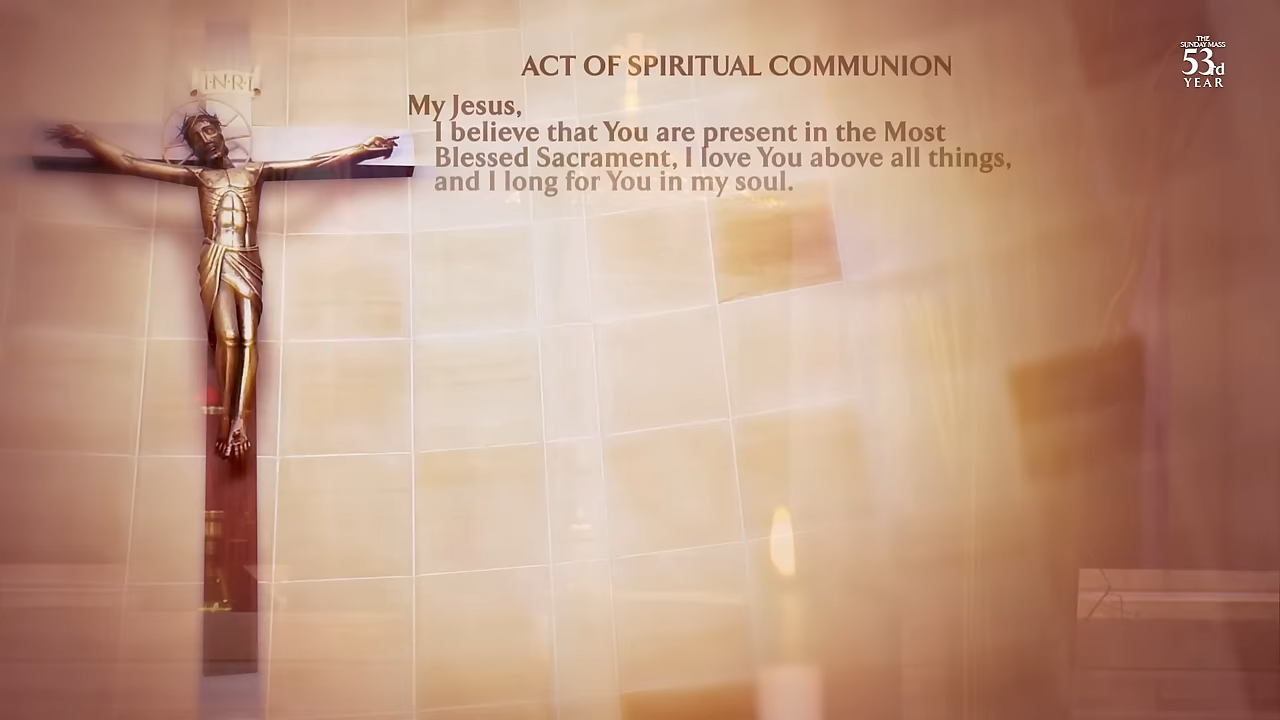 ACT OF SPIRITUAL COMMUNION
THE
SUNDAY MASS
53rd
YEAR
I·N·R·I
My Jesus,
I believe that You are present in the Most
Blessed Sacrament, I love You above all things,
and I long for You in my soul.